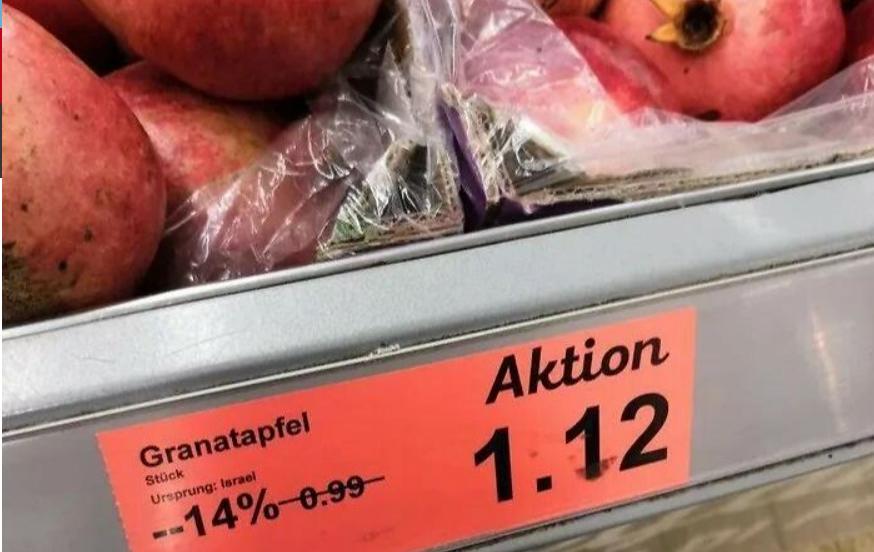 Aktion
Granatapfel
Stück
Ursprung: Israel
--14% 0.99
1.12